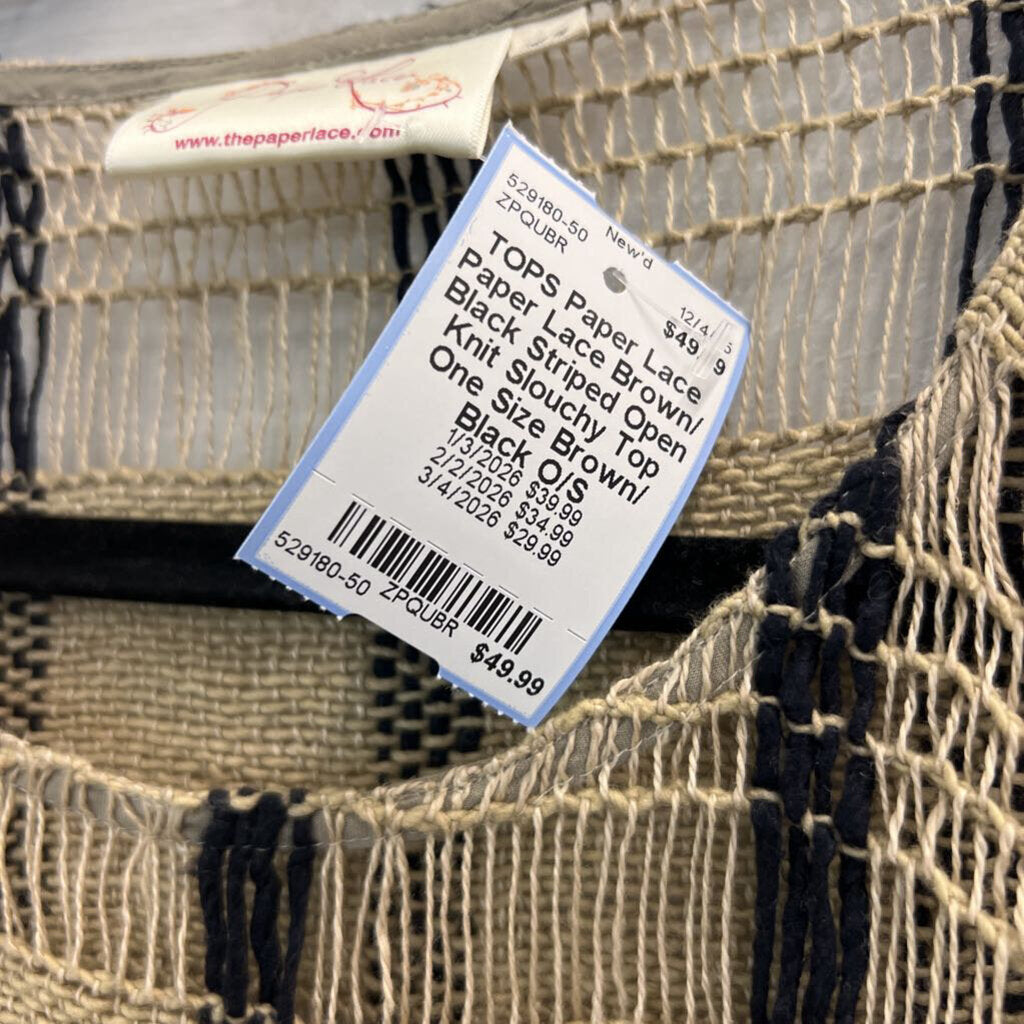 www.thepaperlace.com
529180-50 New'd
ZPQUBR
$49.99
TOPS Paper Lace
Paper Lace Brown/
Black Striped Open
Knit Slouchy Top
One Size Brown/
Black O/S
1/3/2026 $39.99
2/2/2026 $34.99
3/4/2026 $29.99
529180-50 ZPQUBR
$49.99